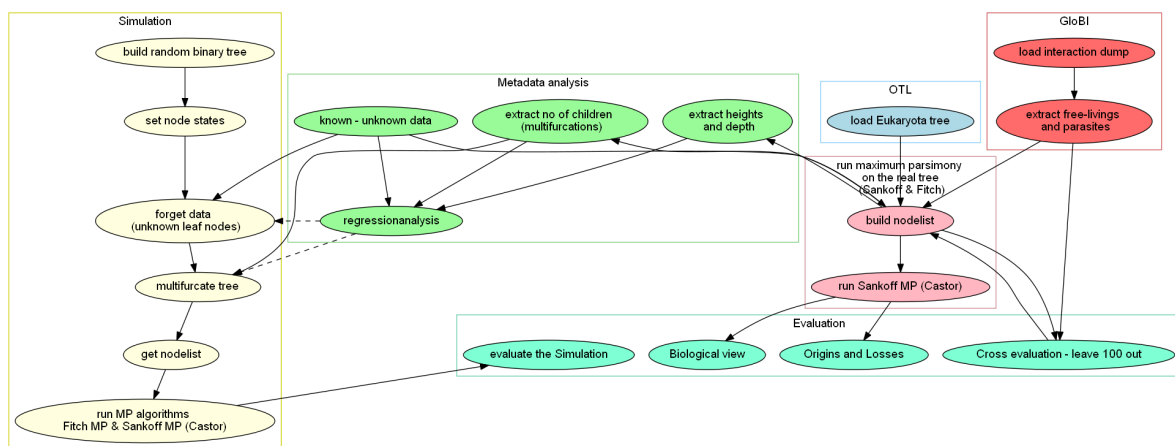 Simulation
build random binary tree
set node states
forget data
(unknown leaf nodes)
multifurcate tree
get nodelist
run MP algorithms
Fitch MP & Sankoff MP (Castor)
Metadata analysis
known - unknown data
extract no of children
(multifurcations)
extract heights
and depth
regressionanalysis
OTL
load Eukaryota tree
GloBI
load interaction dump
extract free-livings
and parasites
run maximum parsimony
on the real tree
(Sankoff & Fitch)
build nodelist
run Sankoff MP (Castor)
Evaluation
evaluate the Simulation
Biological view
Origins and Losses
Cross evaluation - leave 100 out